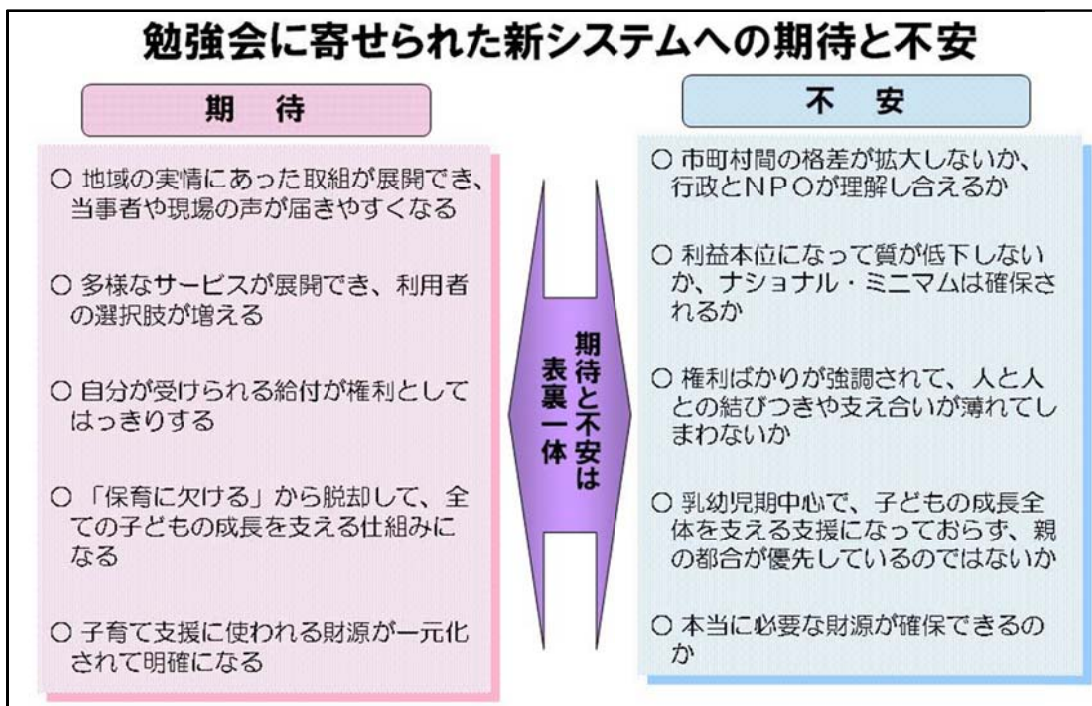 勉強会に寄せられた新システムへの期待と不安
期 待
○ 地域の実情にあった取組が展開でき、
当事者や現場の声が届きやすくなる
○ 多様なサービスが展開でき、利用者
の選択肢が増える
○ 自分が受けられる給付が権利として
はっきりする
○ 「保育に欠ける」から脱却して、全
ての子どもの成長を支える仕組みに
なる
○ 子育て支援に使われる財源が一元化
されて明確になる
期待と不安は
表裏一体
不 安
○ 市町村間の格差が拡大しないか、
行政とNPOが理解し合えるか
○ 利益本位になって質が低下しない
か、ナショナル・ミニマムは確保さ
れるか
○ 権利ばかりが強調されて、人と人
との結びつきや支え合いが薄れてし
まわないか
○ 乳幼児期中心で、子どもの成長全
体を支える支援になっておらず、親
の都合が優先しているのではないか
○ 本当に必要な財源が確保できるの
か